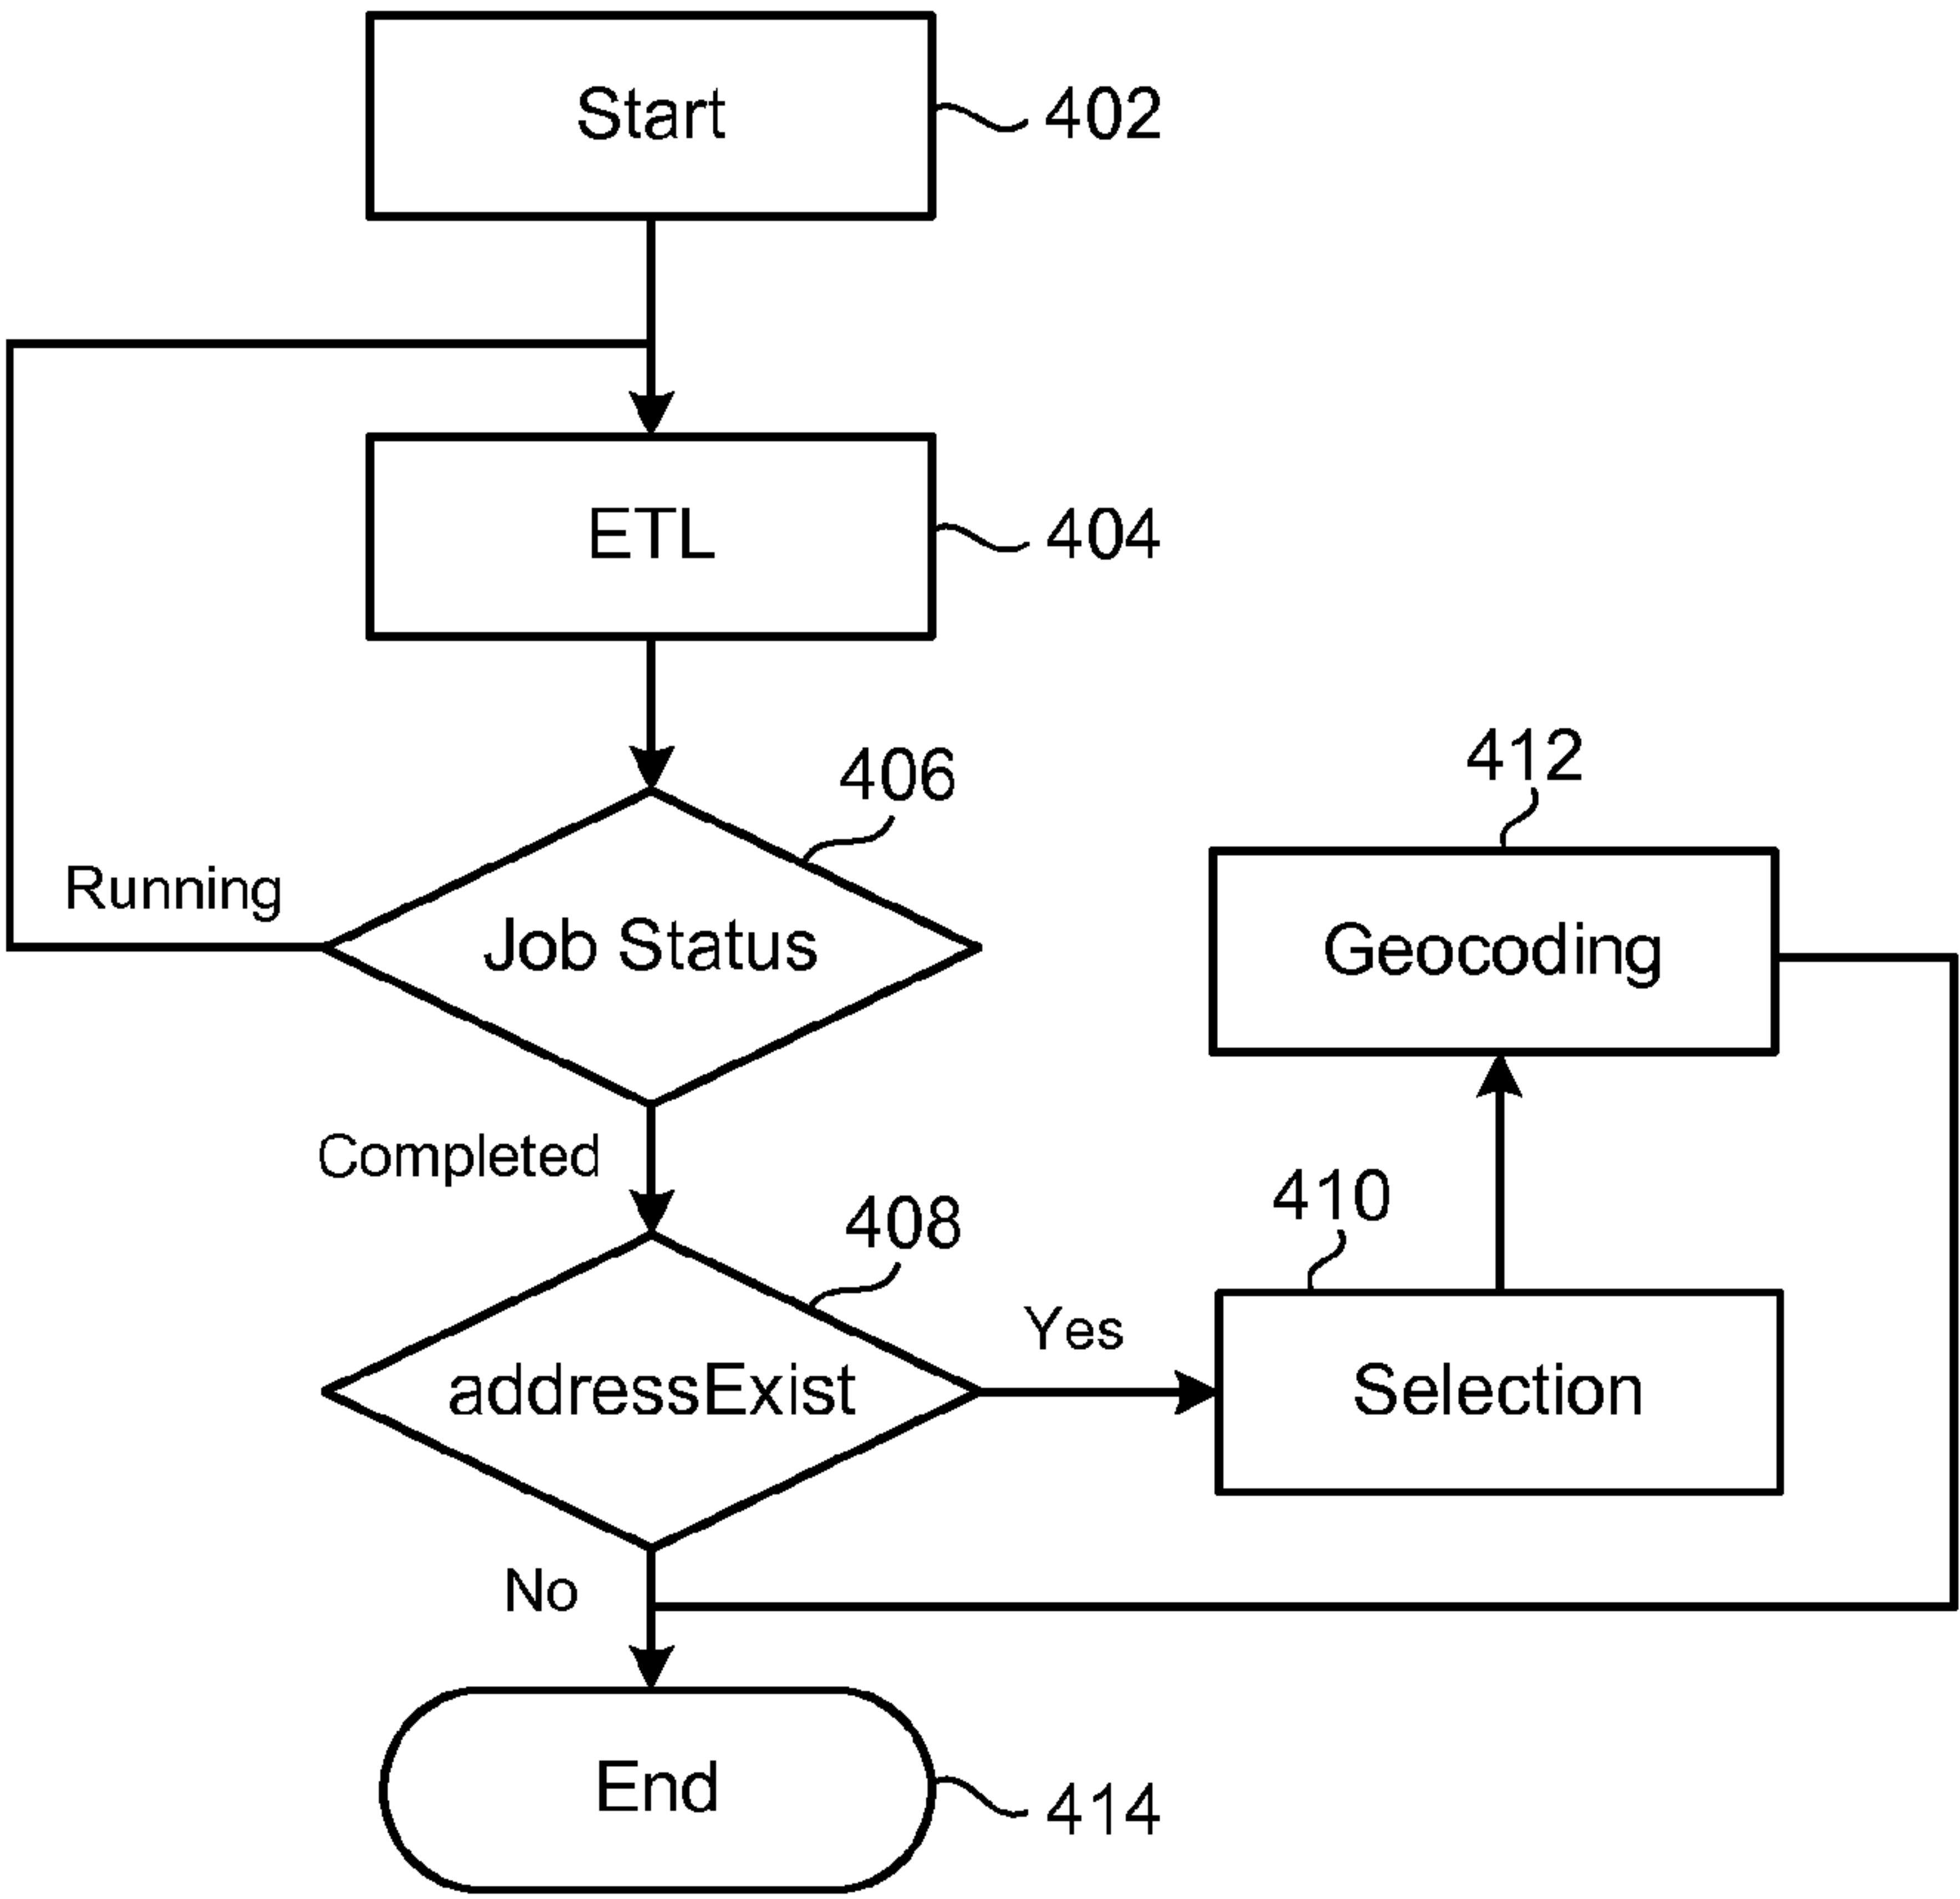 Start
402
ETL
404
406
Running
Job Status
412
Geocoding
Completed
408
addressExist
Yes
410
Selection
No
End
414